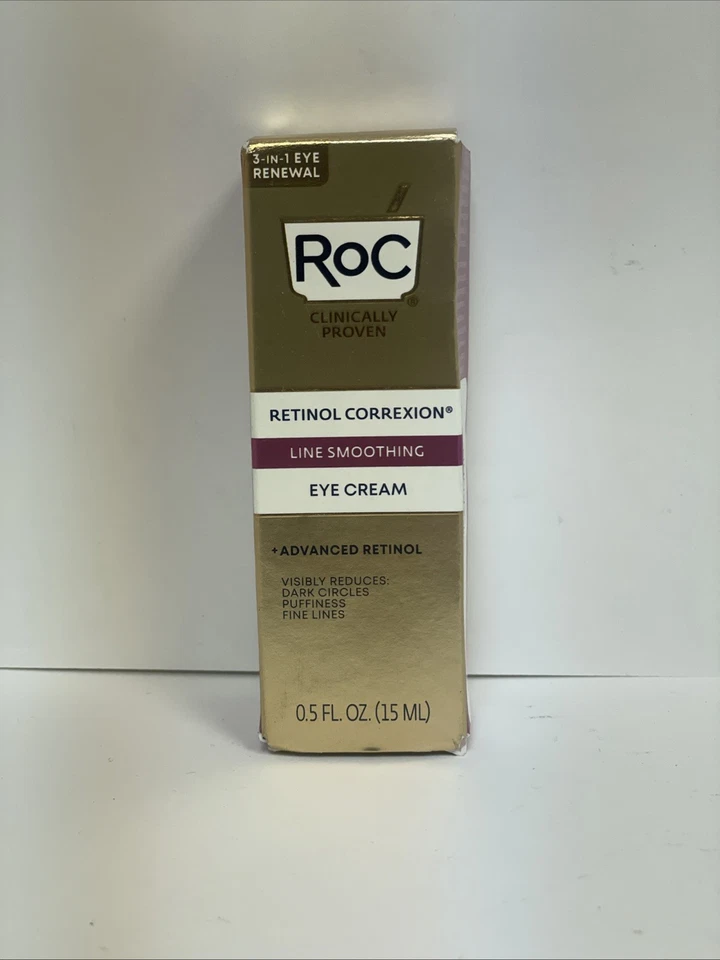 3-IN-1 EYE
RENEWAL
RoC
®
CLINICALLY
PROVEN
RETINOL CORREXION®
LINE SMOOTHING
EYE CREAM
+ADVANCED RETINOL
VISIBLY REDUCES:
DARK CIRCLES
PUFFINESS
FINE LINES
0.5 FL. OZ. (15 ML)